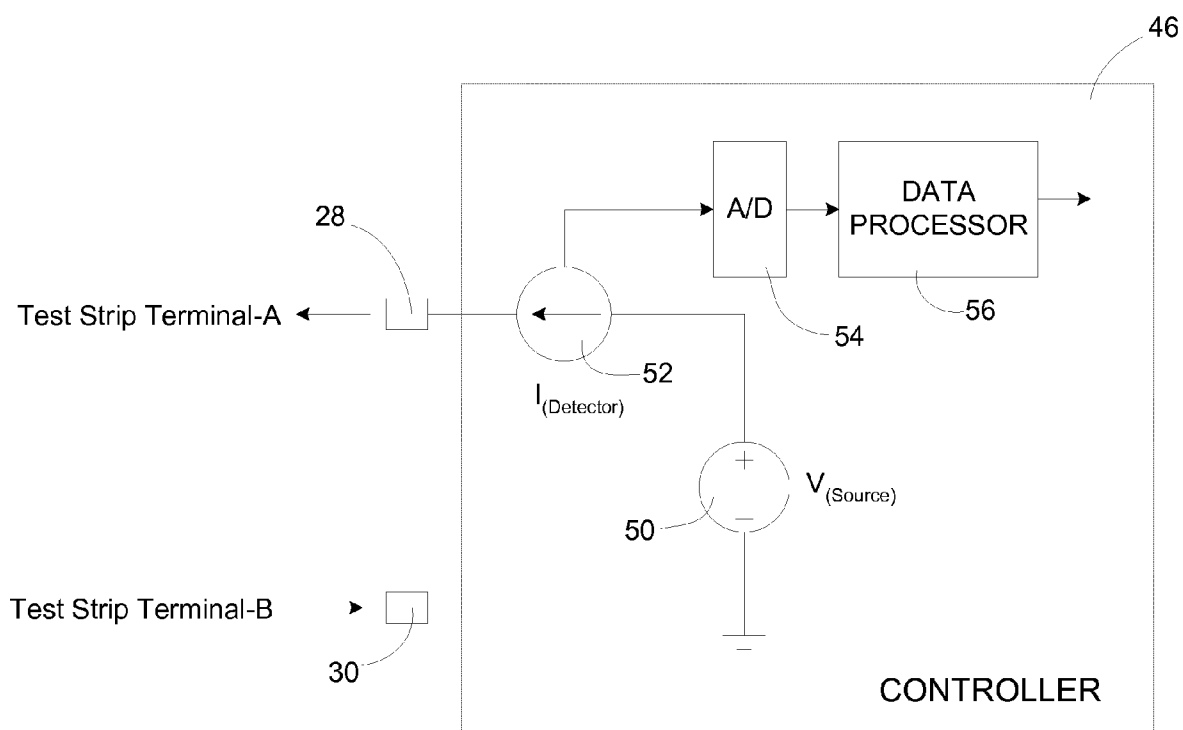 46
28
A/D
DATA
PROCESSOR
Test Strip Terminal-A
54
56
52
I(Detector)
+
V(Source)
50
−
Test Strip Terminal-B
30
CONTROLLER